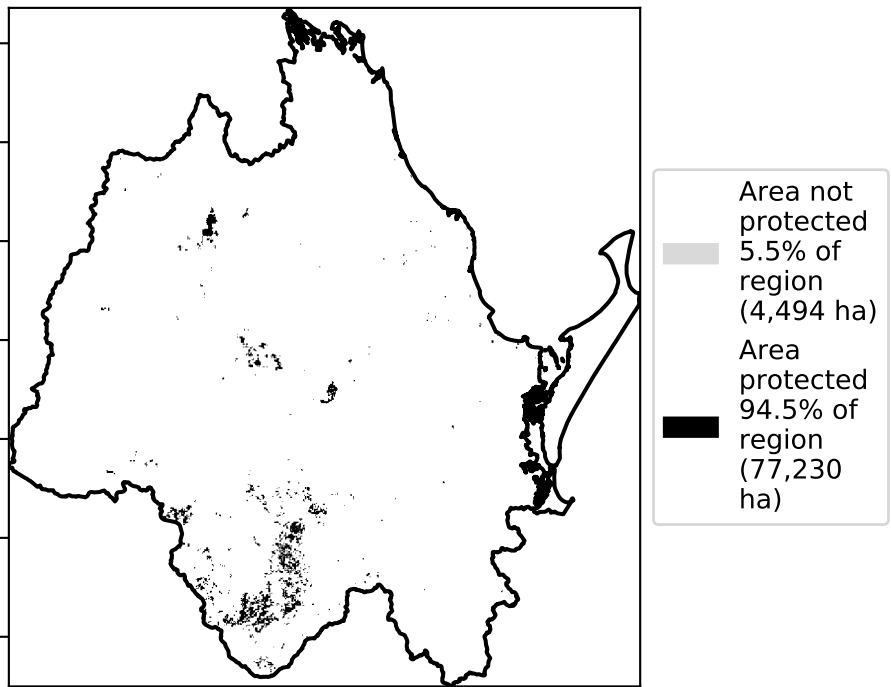 Area not
protected
5.5% of
region
(4,494 ha)
Area
protected
94.5% of
region
(77,230
ha)